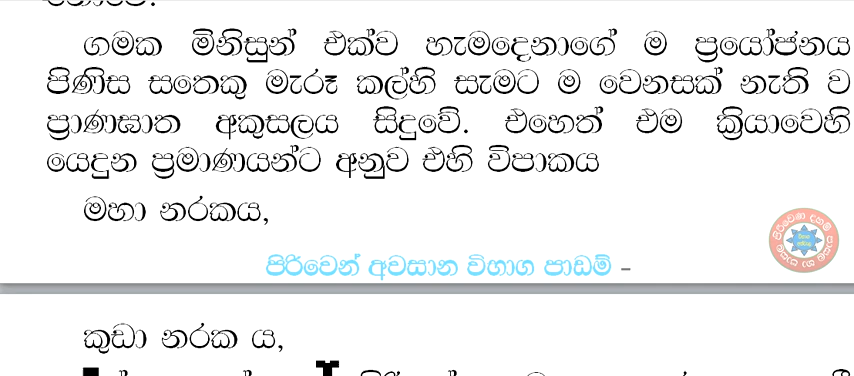 ගමක මිනිසුන් එක්ව හැමදෙනාගේ ම ප්‍රයෝජනය
පිණිස සතෙකු මැරූ කල්හි සැමට ම වෙනසක් නැති ව
ප්‍රාණඝාත අකුසලය සිදුවේ. එහෙත් එම ක්‍රියාවෙහි
යෙදුන ප්‍රමාණයන්ට අනුව එහි විපාකය
මහා නරකය,
පිරිවෙන් අවසාන විභාග පාඩම් -
කුඩා නරක ය,